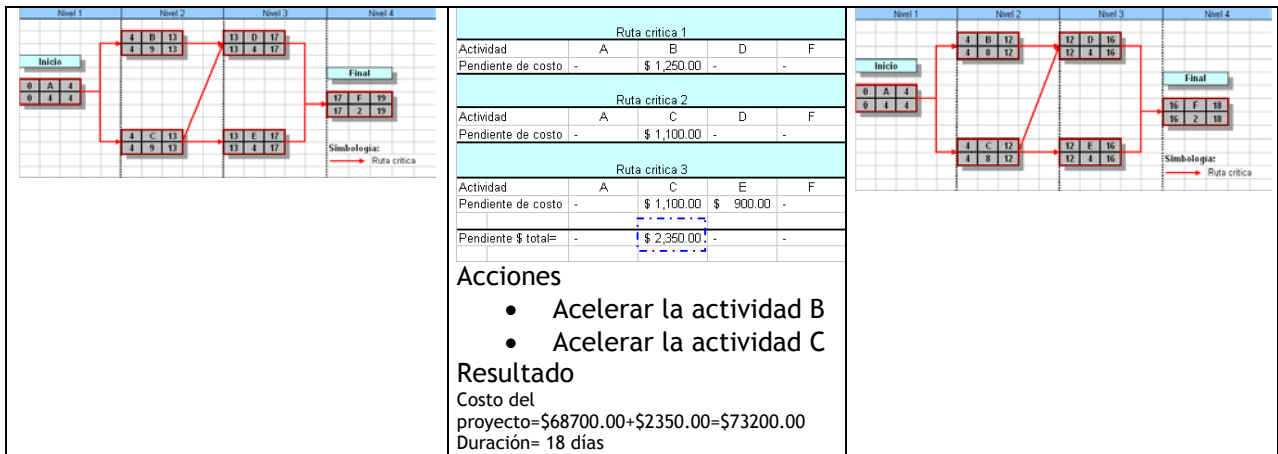 Nivel 1 Nivel 2 Nivel 3 Nivel 4
4 B 13
4 9 13
13 D 17
13 4 17
Inicio
0 A 4
0 4 4
Final
17 F 19
17 2 19
4 C 13
4 9 13
13 E 17
13 4 17
Simbología:
Ruta crítica
Ruta critica 1
Actividad A B D F
Pendiente de costo - $ 1,250.00 - -
Ruta critica 2
Actividad A C D F
Pendiente de costo - $ 1,100.00 - -
Ruta critica 3
Actividad A C E F
Pendiente de costo - $ 1,100.00 $ 900.00 -
Pendiente $ total= - $ 2,350.00 - -
Acciones
• Acelerar la actividad B
• Acelerar la actividad C
Resultado
Costo del
proyecto=$68700.00+$2350.00=$73200.00
Duración= 18 días
Nivel 1 Nivel 2 Nivel 3 Nivel 4
4 B 12
4 8 12
12 D 16
12 4 16
Inicio
0 A 4
0 4 4
Final
16 F 18
16 2 18
4 C 12
4 8 12
12 E 16
12 4 16
Simbología:
Ruta crítica